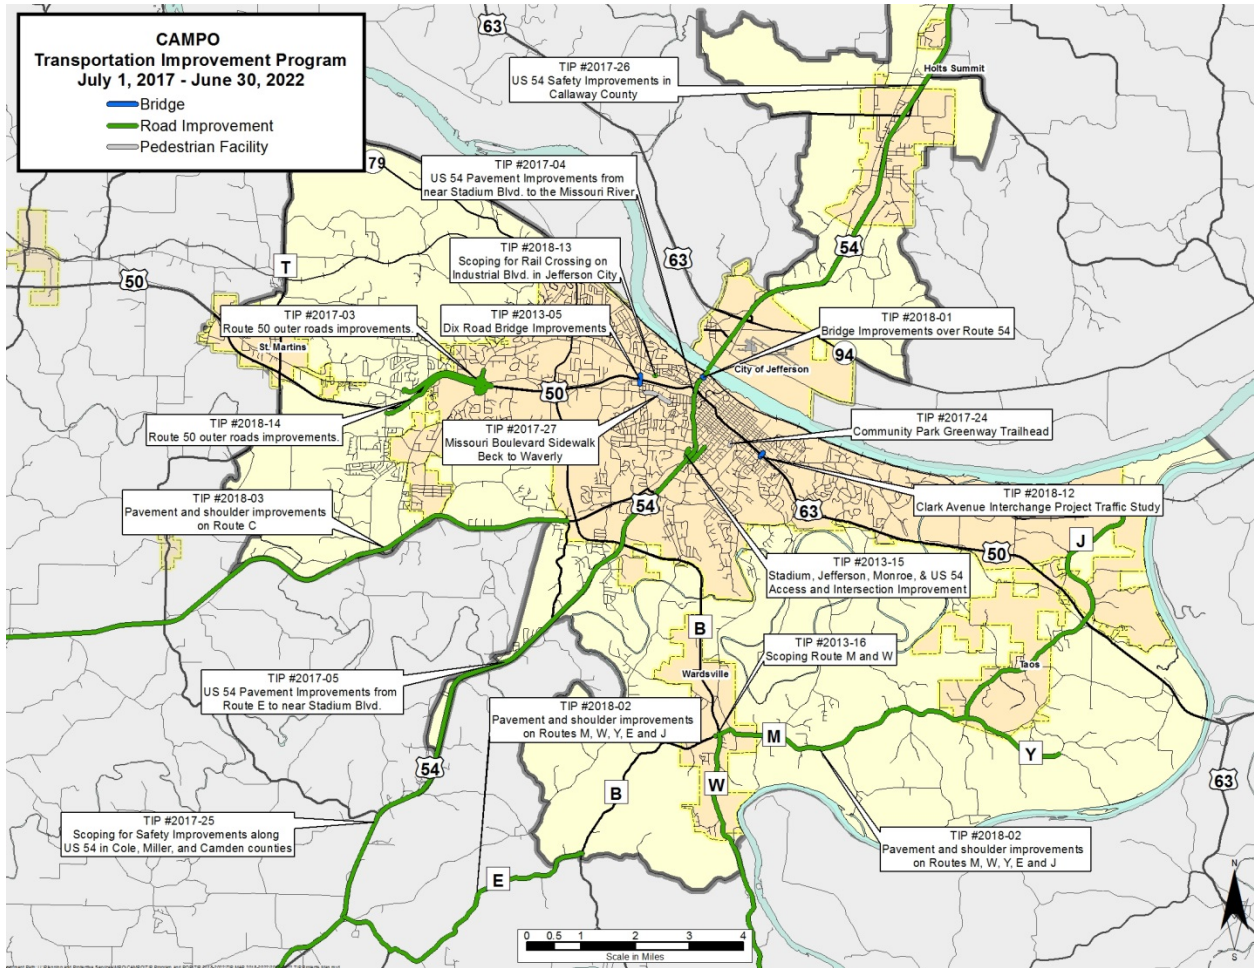 CAMPO
Transportation Improvement Program
July 1, 2017 - June 30, 2022
Bridge
Road Improvement
Pedestrian Facility
63
TIP #2017-26
US 54 Safety Improvements in
Callaway County
Holts Summit
79
TIP #2017-04
US 54 Pavement Improvements from
near Stadium Blvd. to the Missouri River
54
TIP #2018-13
Scoping for Rail Crossing on
Industrial Blvd. in Jefferson City
63
T
50
TIP #2017-03
Route 50 outer roads improvements.
TIP #2013-05
Dix Road Bridge Improvements
TIP #2018-01
Bridge Improvements over Route 54
St. Martins
94
City of Jefferson
50
TIP #2018-14
Route 50 outer roads improvements.
TIP #2017-27
Missouri Boulevard Sidewalk
Beck to Waverly
TIP #2017-24
Community Park Greenway Trailhead
TIP #2018-03
Pavement and shoulder improvements
on Route C
54
63
TIP #2018-12
Clark Avenue Interchange Project Traffic Study
50
J
TIP #2013-15
Stadium, Jefferson, Monroe, & US 54
Access and Intersection Improvement
B
TIP #2013-16
Scoping Route M and W
Wardsville
Taos
TIP #2017-05
US 54 Pavement Improvements from
Route E to near Stadium Blvd.
TIP #2018-02
Pavement and shoulder improvements
on Routes M, W, Y, E and J
M
Y
54
B
W
63
TIP #2017-25
Scoping for Safety Improvements along
US 54 in Cole, Miller, and Camden counties
TIP #2018-02
Pavement and shoulder improvements
on Routes M, W, Y, E and J
E
N
0 0.5 1 2 3 4
Scale in Miles
S